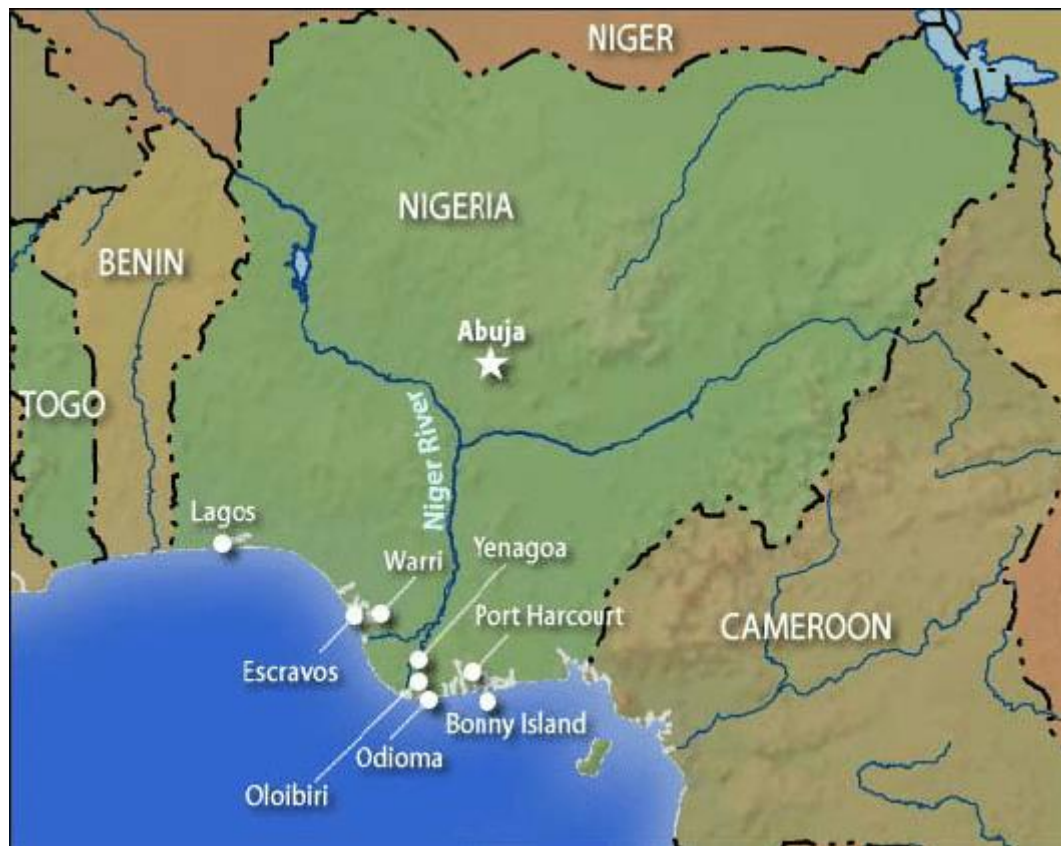 NIGER
NIGERIA
BENIN
Abuja
TOGO
Niger River
Lagos
Warri
Yenagoa
Port Harcourt
CAMEROON
Escravos
Bonny Island
Odioma
Oloibiri